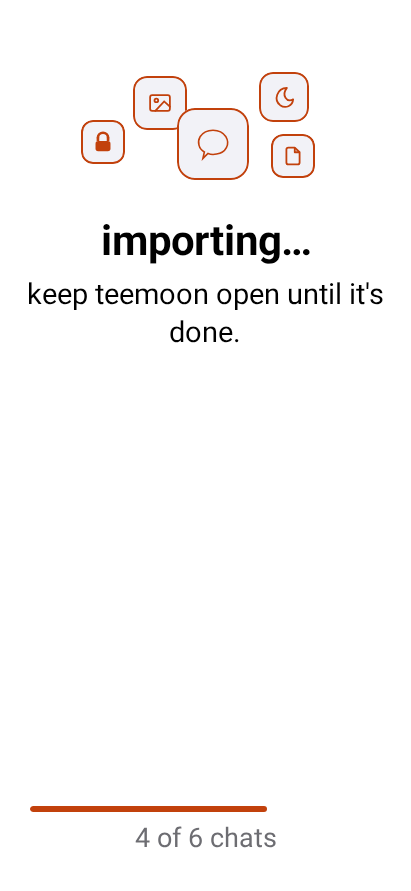 importing…
keep teemoon open until it's
done.
4 of 6 chats